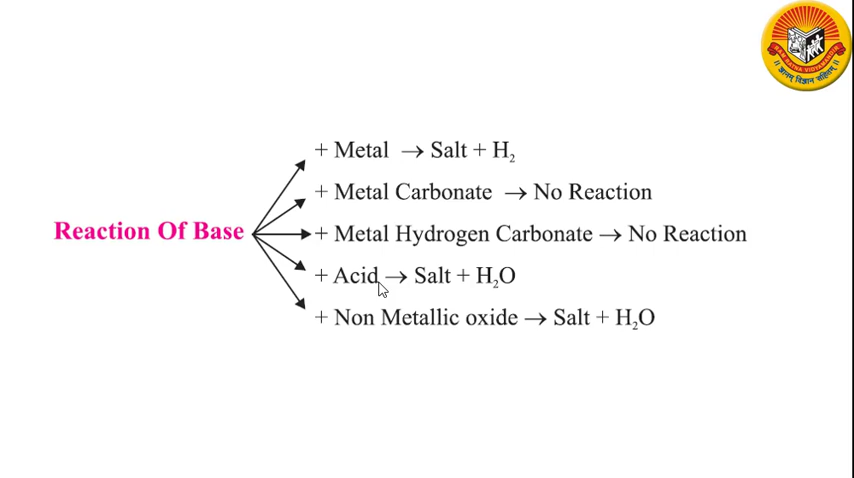 + Metal → Salt + H₂
+ Metal Carbonate → No Reaction
Reaction Of Base
+ Metal Hydrogen Carbonate → No Reaction
+ Acid → Salt + H₂O
+ Non Metallic oxide → Salt + H₂O